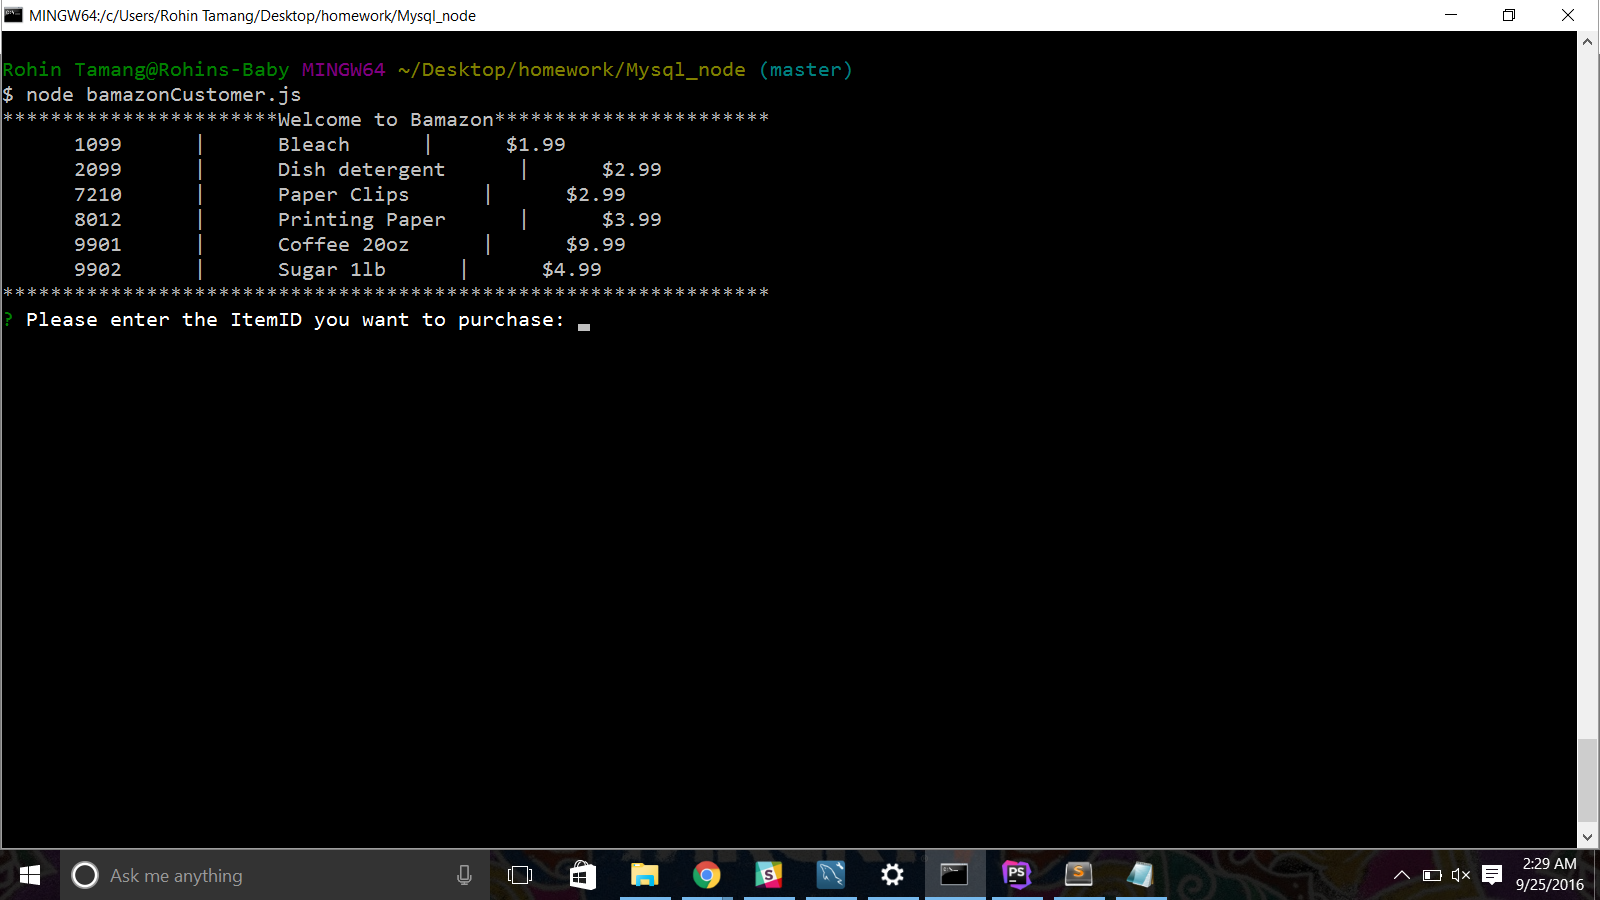 MINGW64:/c/Users/Rohin Tamang/Desktop/homework/Mysql_node
Rohin Tamang@Rohins-Baby MINGW64 ~/Desktop/homework/Mysql_node (master)
$ node bamazonCustomer.js
***********************Welcome to Bamazon***********************
1099 | Bleach | $1.99
2099 | Dish detergent | $2.99
7210 | Paper Clips | $2.99
8012 | Printing Paper | $3.99
9901 | Coffee 20oz | $9.99
9902 | Sugar 1lb | $4.99
****************************************************************
? Please enter the ItemID you want to purchase:
Ask me anything
S
PS
S
2:29 AM
9/25/2016